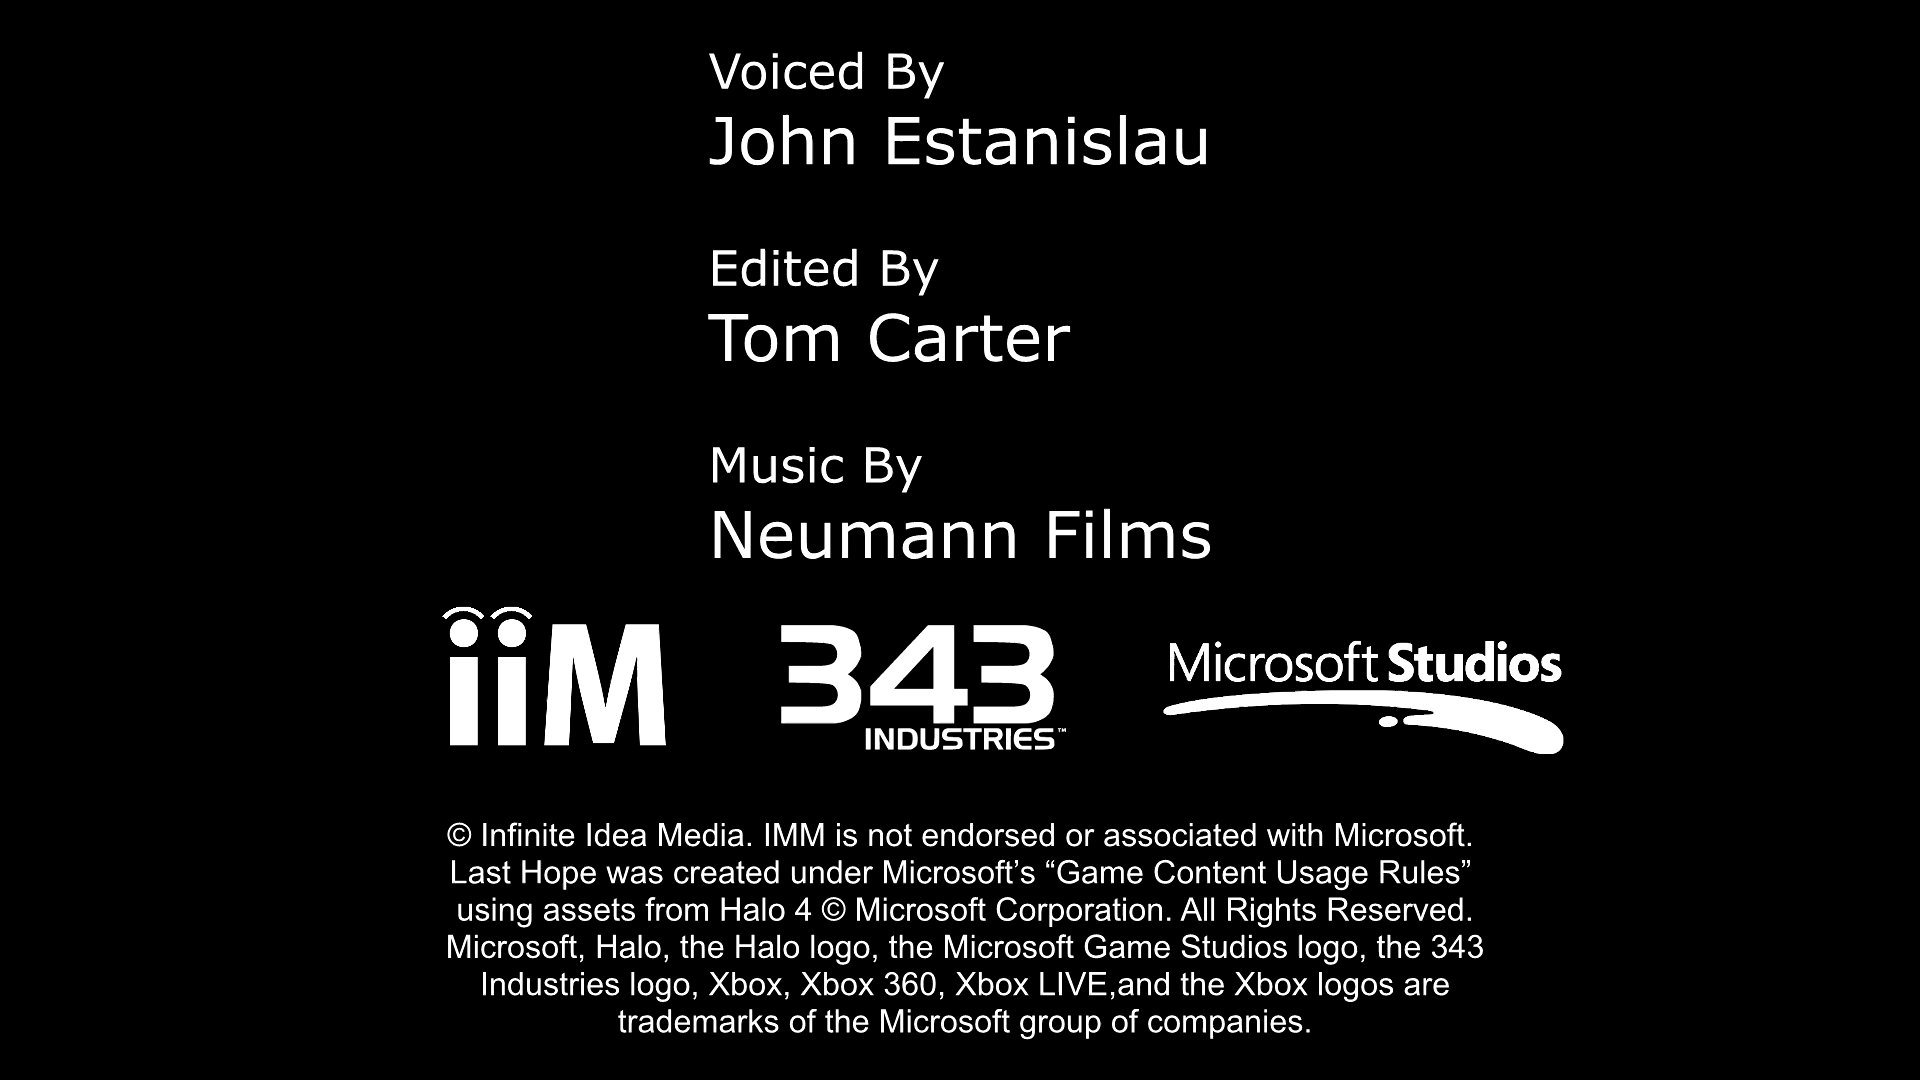 Voiced By
John Estanislau
Edited By
Tom Carter
Music By
Neumann Films
iiM
343
INDUSTRIES™
Microsoft Studios
© Infinite Idea Media. IMM is not endorsed or associated with Microsoft.
Last Hope was created under Microsoft’s “Game Content Usage Rules”
using assets from Halo 4 © Microsoft Corporation. All Rights Reserved.
Microsoft, Halo, the Halo logo, the Microsoft Game Studios logo, the 343
Industries logo, Xbox, Xbox 360, Xbox LIVE,and the Xbox logos are
trademarks of the Microsoft group of companies.